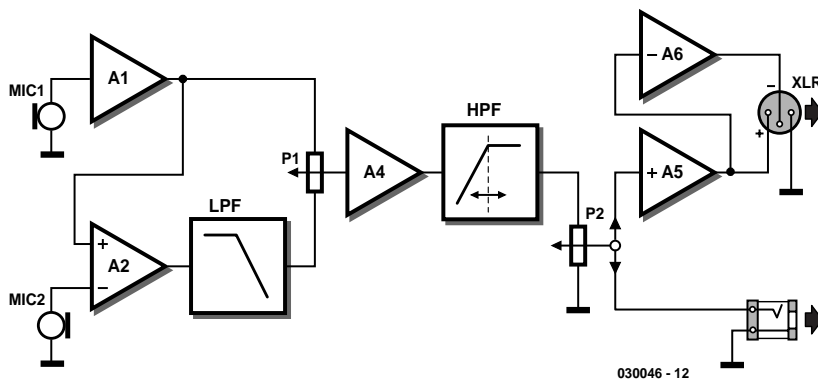 MIC1
A1
A6
−
−
XLR
+
HPF
P1
A4
+ A5
LPF
P2
+
A2
−
MIC2
030046 - 12